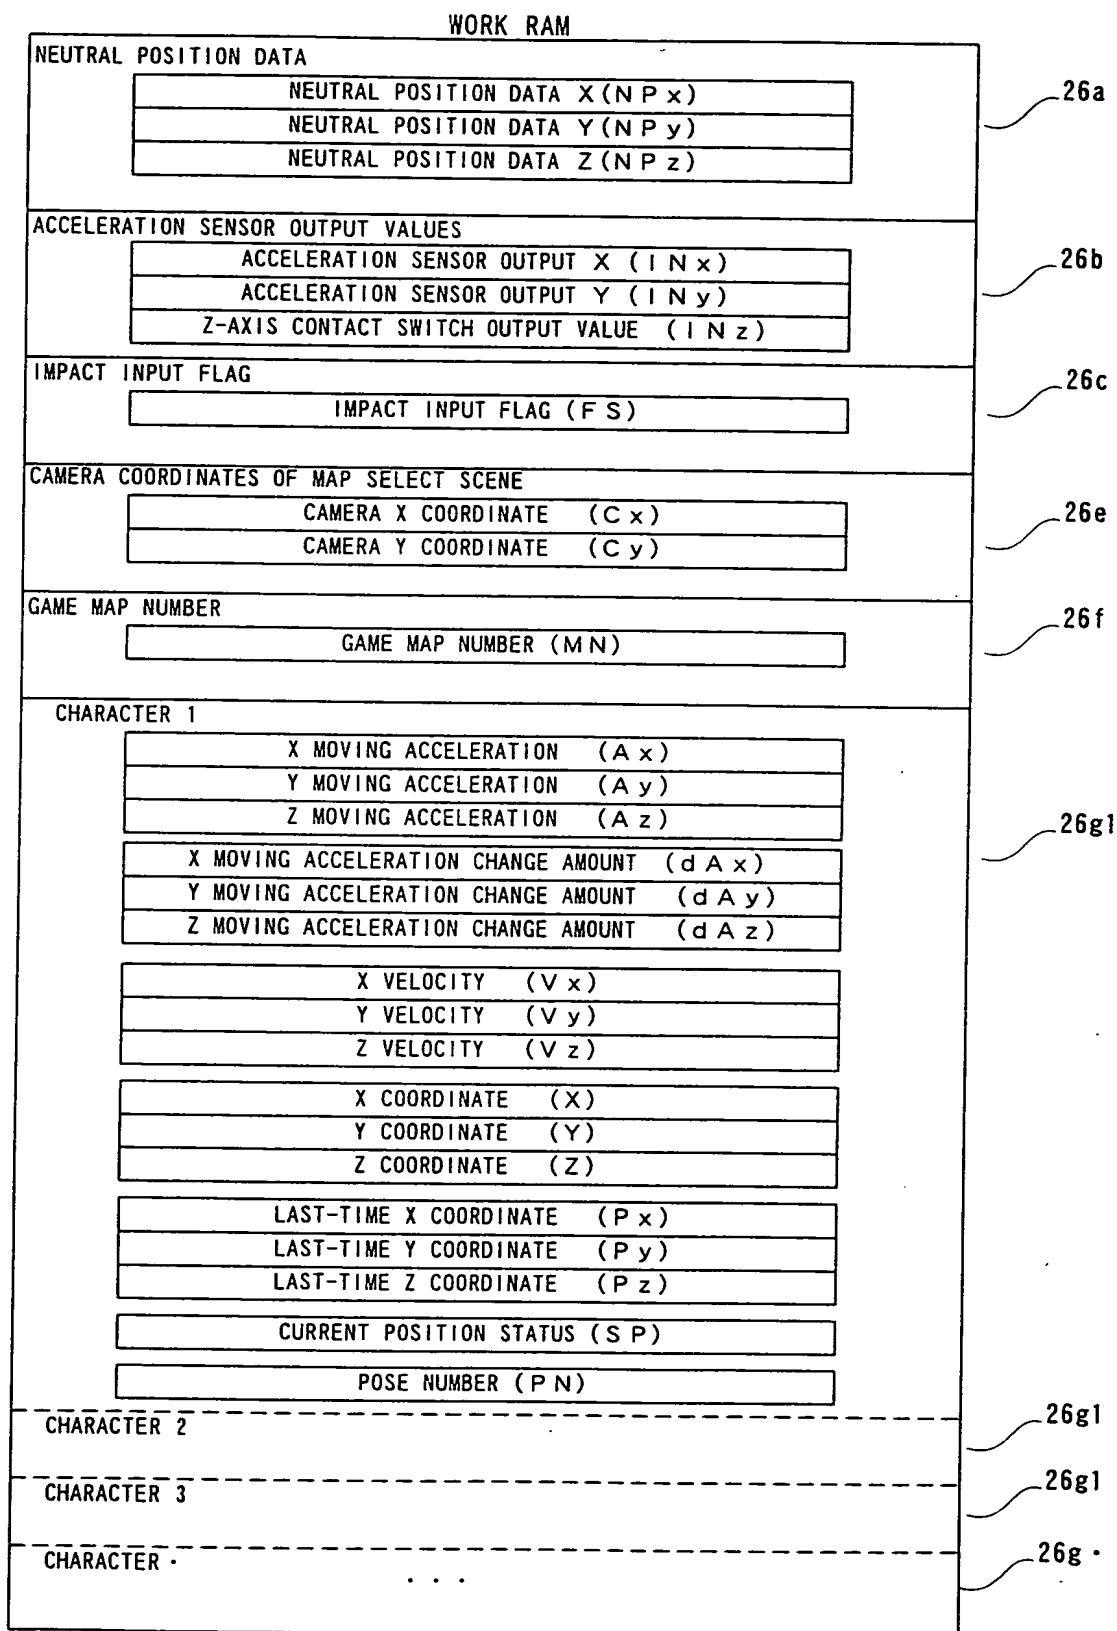 WORK RAM
NEUTRAL POSITION DATA
NEUTRAL POSITION DATA X (NPx)
26a
NEUTRAL POSITION DATA Y (NPy)
NEUTRAL POSITION DATA Z (NPz)
ACCELERATION SENSOR OUTPUT VALUES
ACCELERATION SENSOR OUTPUT X (INx)
26b
ACCELERATION SENSOR OUTPUT Y (INy)
Z-AXIS CONTACT SWITCH OUTPUT VALUE (INz)
IMPACT INPUT FLAG
26c
IMPACT INPUT FLAG (FS)
CAMERA COORDINATES OF MAP SELECT SCENE
CAMERA X COORDINATE (Cx)
26e
CAMERA Y COORDINATE (Cy)
GAME MAP NUMBER
26f
GAME MAP NUMBER (MN)
CHARACTER 1
X MOVING ACCELERATION (Ax)
Y MOVING ACCELERATION (Ay)
Z MOVING ACCELERATION (Az)
26g1
X MOVING ACCELERATION CHANGE AMOUNT (dAx)
Y MOVING ACCELERATION CHANGE AMOUNT (dAy)
Z MOVING ACCELERATION CHANGE AMOUNT (dAz)
X VELOCITY (Vx)
Y VELOCITY (Vy)
Z VELOCITY (Vz)
X COORDINATE (X)
Y COORDINATE (Y)
Z COORDINATE (Z)
LAST-TIME X COORDINATE (Px)
LAST-TIME Y COORDINATE (Py)
LAST-TIME Z COORDINATE (Pz)
CURRENT POSITION STATUS (SP)
POSE NUMBER (PN)
CHARACTER 2
26g1
CHARACTER 3
26g1
CHARACTER ·
26g ·
. . .